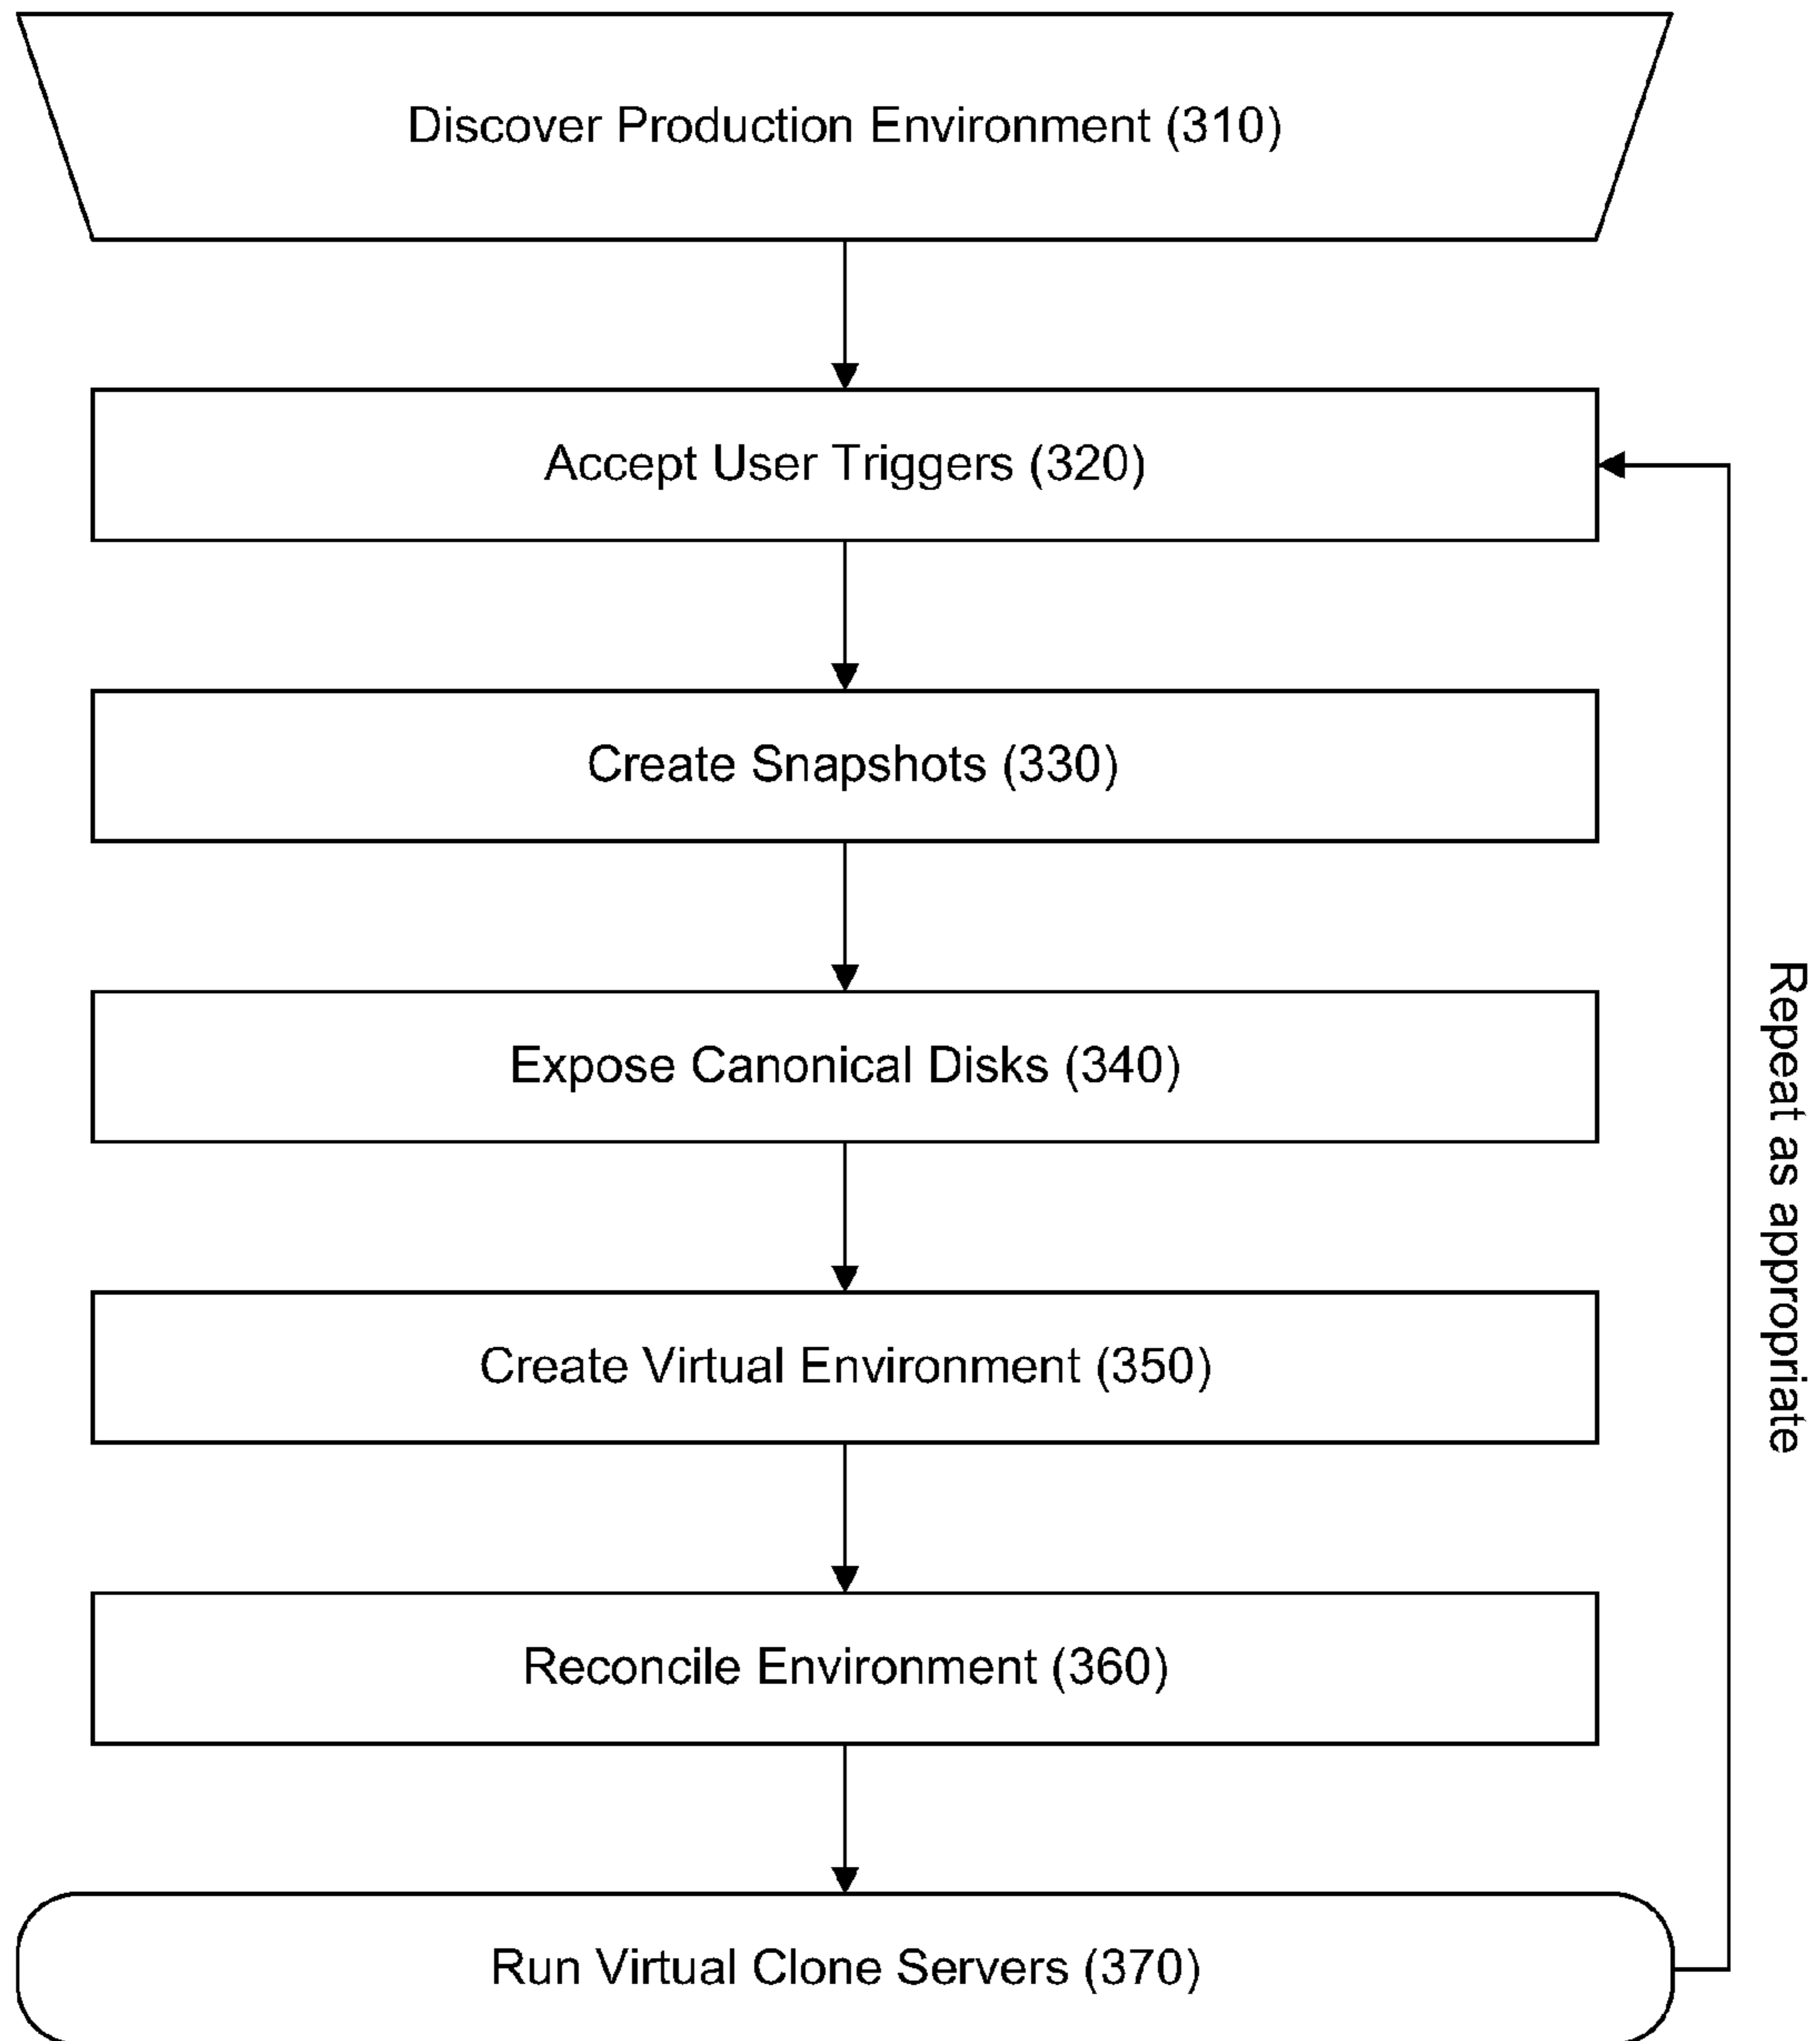 Discover Production Environment (310)
Accept User Triggers (320)
Create Snapshots (330)
Expose Canonical Disks (340)
Create Virtual Environment (350)
Reconcile Environment (360)
Run Virtual Clone Servers (370)
Repeat as appropriate